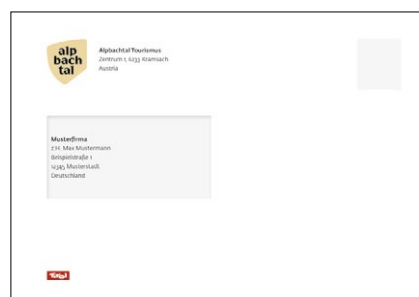 alp
bach
tal
Alpbachtal Tourismus
Zentrum 1, 6233 Kramsach
Austria
Musterfirma
z.H. Max Mustermann
Beispielstraße 1
12345 Musterstadt
Deutschland
Tirol